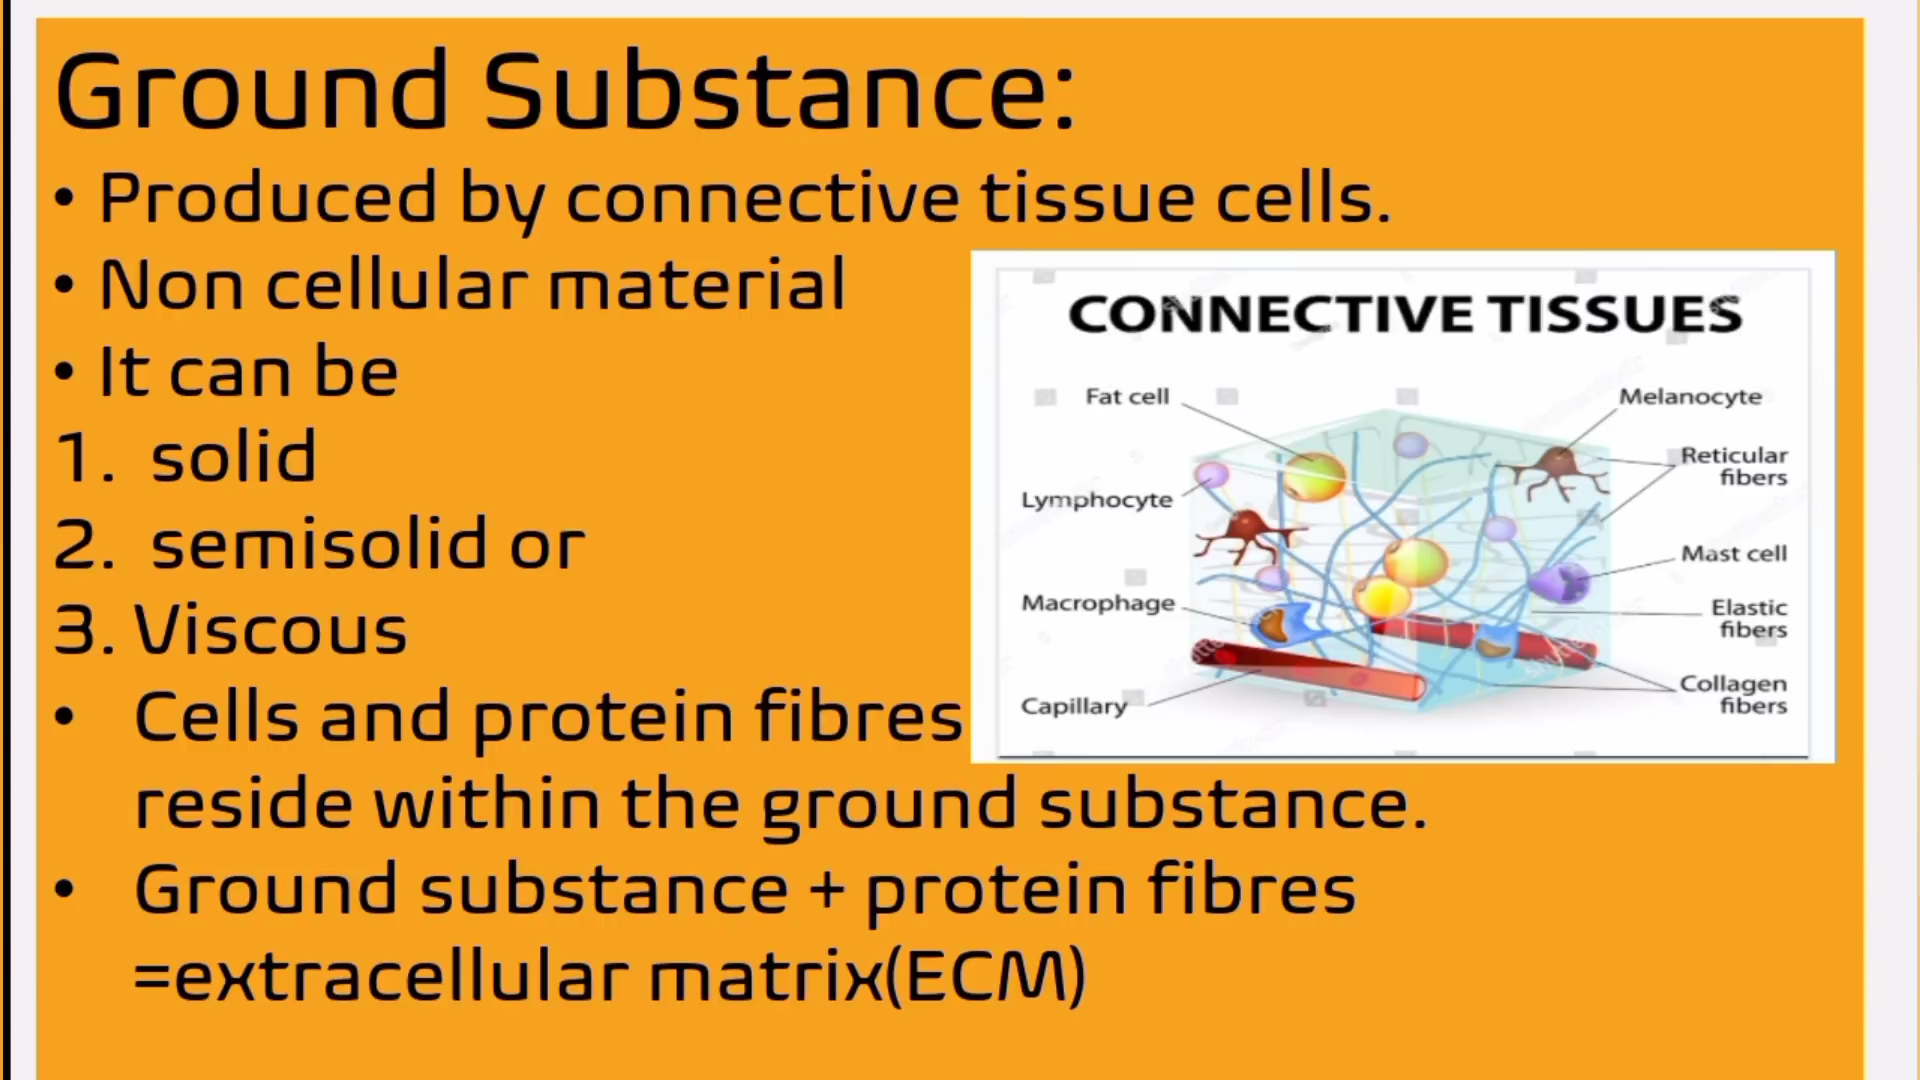 Ground Substance:
• Produced by connective tissue cells.
• Non cellular material
• It can be
1. solid
2. semisolid or
3. Viscous
• Cells and protein fibres
reside within the ground substance.
• Ground substance + protein fibres
=extracellular matrix(ECM)
CONNECTIVE TISSUES
Fat cell
Lymphocyte
Macrophage
Capillary
Melanocyte
Reticular
fibers
Mast cell
Elastic
fibers
Collagen
fibers